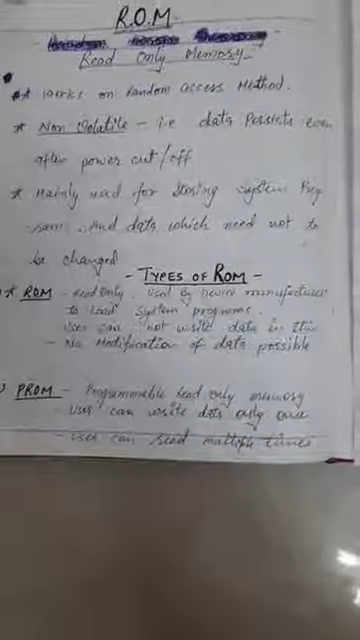 R.O.M
Read Only Memory
* Works on random access Method.
* Non Volatile - i.e data Persists even
after power cut/off
* Mainly used for storing system Prog
ram and data which need not to
be changed
- TYPES OF ROM -
* ROM - Read Only. Used by Device manufactures
to Load System programs.
User can not write data in this
- No Modification of data possible
PROM - Programmable Read only memory
- User can write data only once
- User can read multiple times